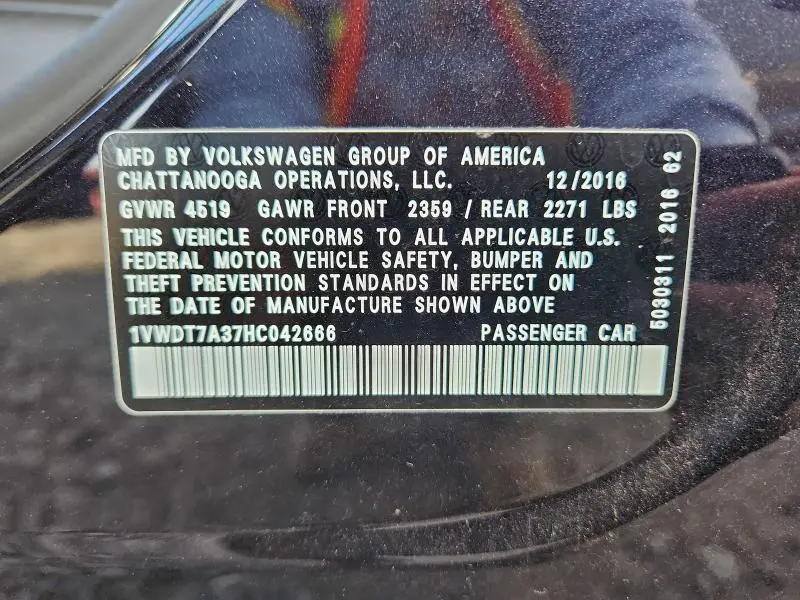 MFD BY VOLKSWAGEN GROUP OF AMERICA
CHATTANOOGA OPERATIONS, LLC. 12/2016
GVWR 4519 GAWR FRONT 2359 / REAR 2271 LBS
THIS VEHICLE CONFORMS TO ALL APPLICABLE U.S.
FEDERAL MOTOR VEHICLE SAFETY, BUMPER AND
THEFT PREVENTION STANDARDS IN EFFECT ON
THE DATE OF MANUFACTURE SHOWN ABOVE
1VWDT7A37HC042666 PASSENGER CAR
5030311 2016 62